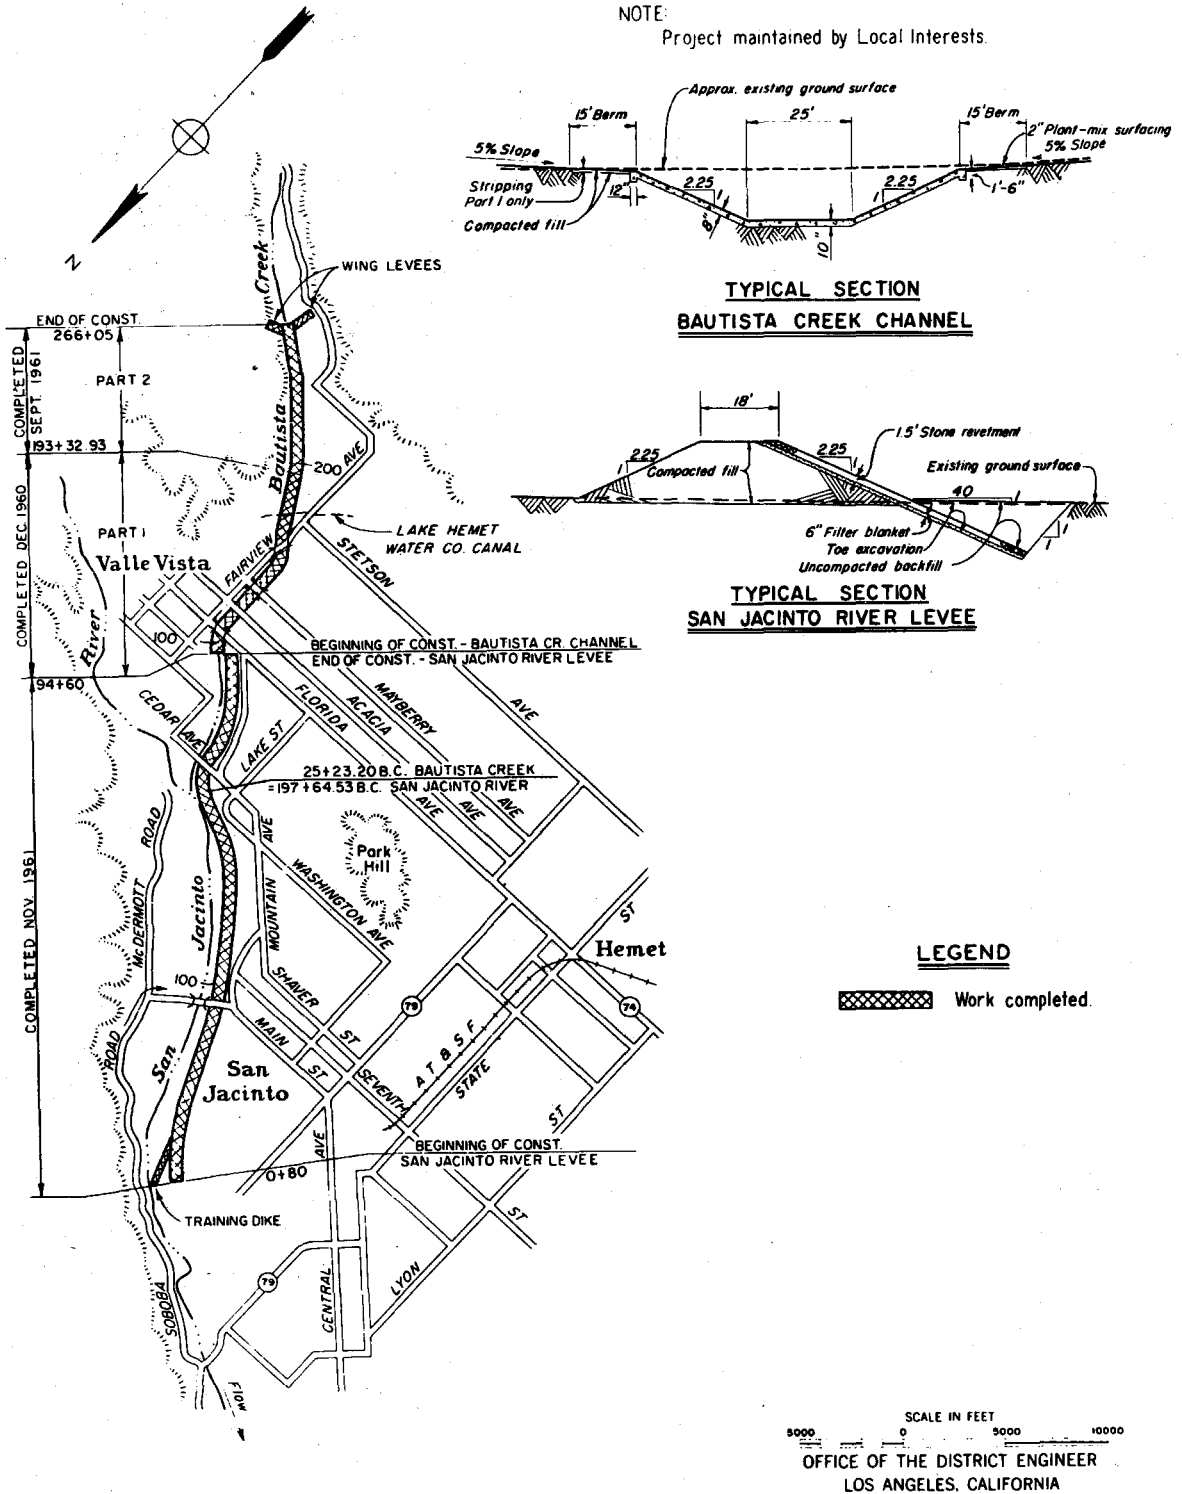 NOTE:
Project maintained by Local Interests.
Approx. existing ground surface
15' Berm
25'
15' Berm
2" Plant-mix surfacing
5% Slope
5% Slope
Stripping
Part I only
Compacted fill
12"
2.25
1
8"
10"
2.25
1
1'-6"
TYPICAL SECTION
BAUTISTA CREEK CHANNEL
18'
1.5' Stone revetment
2.25
1
Compacted fill
2.25
1
Existing ground surface
40
1
6" Filter blanket
Toe excavation
Uncompacted backfill
1
1
TYPICAL SECTION
SAN JACINTO RIVER LEVEE
N
Creek
WING LEVEES
END OF CONST.
266+05
COMPLETED
SEPT. 1961
PART 2
Bautista
193+32.93
200
AVE
COMPLETED DEC. 1960
PART 1
LAKE HEMET
WATER CO. CANAL
Valle Vista
FAIRVIEW
STETSON
AVE
River
100
BEGINNING OF CONST. - BAUTISTA CR. CHANNEL
END OF CONST. - SAN JACINTO RIVER LEVEE
94+60
CEDAR
AVE
LAKE ST
FLORIDA
AVE
ACACIA
AVE
MAYBERRY
AVE
25+23.20 B.C. BAUTISTA CREEK
=197+64.53 B.C. SAN JACINTO RIVER
McDERMOTT
ROAD
Park
Hill
MOUNTAIN
AVE
WASHINGTON AVE
Jacinto
COMPLETED NOV. 1961
100
SHAVER
ST
MAIN
ST
79
ST
Hemet
74
A T & S F
STATE
ST
SEVENTH
ROAD
San
San
Jacinto
AVE
BEGINNING OF CONST.
SAN JACINTO RIVER LEVEE
0+80
TRAINING DIKE
ST
79
CENTRAL
LYON
SOBOBA
FLOW
LEGEND
Work completed.
SCALE IN FEET
5000 0 5000 10000
OFFICE OF THE DISTRICT ENGINEER
LOS ANGELES, CALIFORNIA